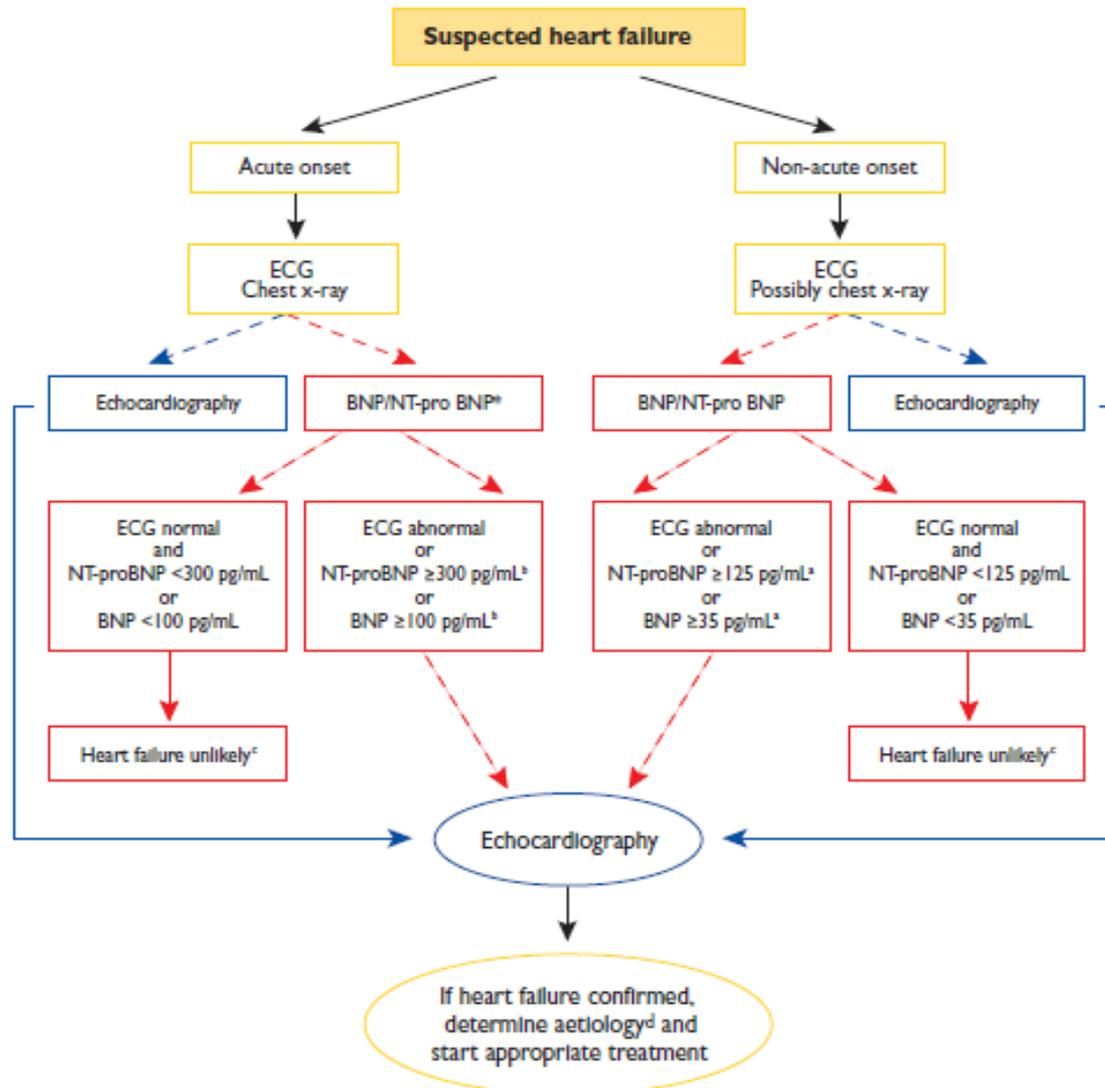 Suspected heart failure
Acute onset
Non-acute onset
ECG
Chest x-ray
ECG
Possibly chest x-ray
Echocardiography
BNP/NT-pro BNP*
BNP/NT-pro BNP
Echocardiography
ECG normal
and
NT-proBNP <300 pg/mL
or
BNP <100 pg/mL
ECG abnormal
or
NT-proBNP ≥300 pg/mLᵇ
or
BNP ≥100 pg/mLᵇ
ECG abnormal
or
NT-proBNP ≥125 pg/mLᵃ
or
BNP ≥35 pg/mLᵃ
ECG normal
and
NT-proBNP <125 pg/mL
or
BNP <35 pg/mL
Heart failure unlikelyᶜ
Heart failure unlikelyᶜ
Echocardiography
If heart failure confirmed,
determine aetiologyᵈ and
start appropriate treatment